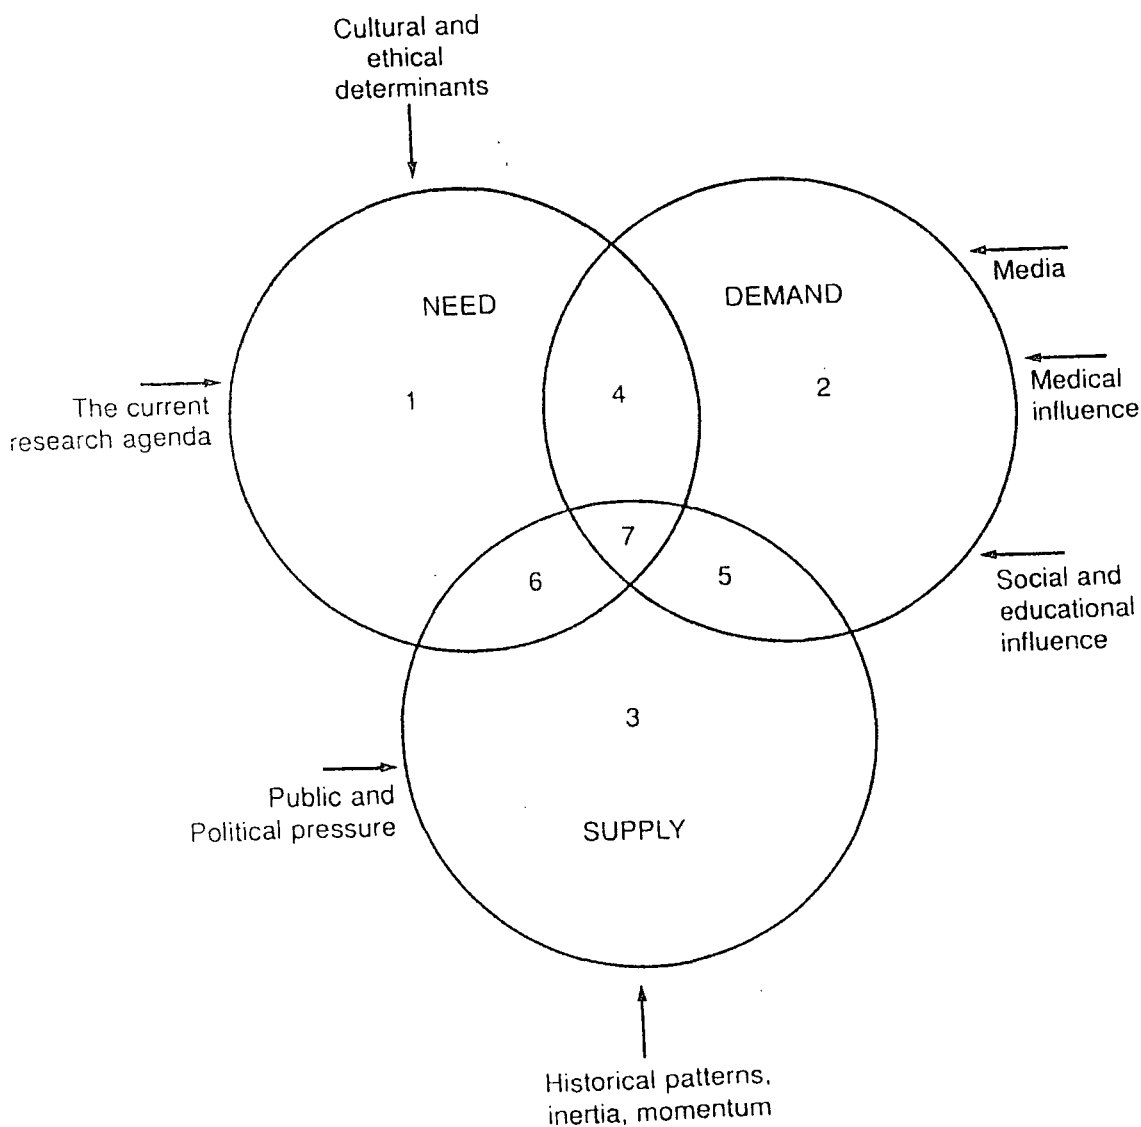 Cultural and
ethical
determinants
NEED
DEMAND
Media
The current
research agenda
1
4
2
Medical
influence
7
6
5
Social and
educational
influence
3
Public and
Political pressure
SUPPLY
Historical patterns,
inertia, momentum